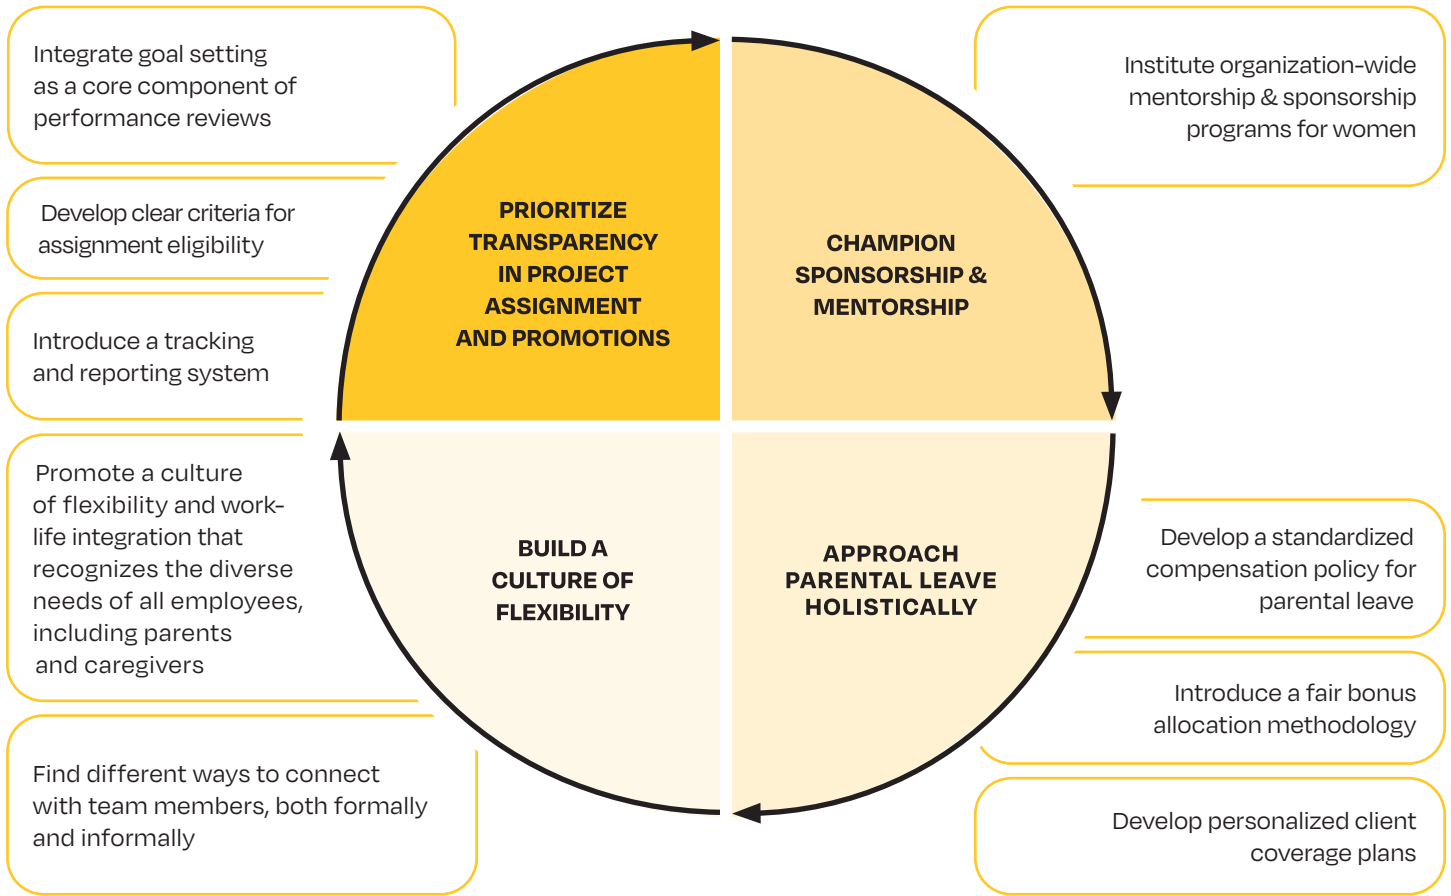 Integrate goal setting
as a core component of
performance reviews
Develop clear criteria for
assignment eligibility
Introduce a tracking
and reporting system
Promote a culture
of flexibility and work-
life integration that
recognizes the diverse
needs of all employees,
including parents
and caregivers
Find different ways to connect
with team members, both formally
and informally
PRIORITIZE
TRANSPARENCY
IN PROJECT
ASSIGNMENT
AND PROMOTIONS
CHAMPION
SPONSORSHIP &
MENTORSHIP
BUILD A
CULTURE OF
FLEXIBILITY
APPROACH
PARENTAL LEAVE
HOLISTICALLY
Institute organization-wide
mentorship & sponsorship
programs for women
Develop a standardized
compensation policy for
parental leave
Introduce a fair bonus
allocation methodology
Develop personalized client
coverage plans